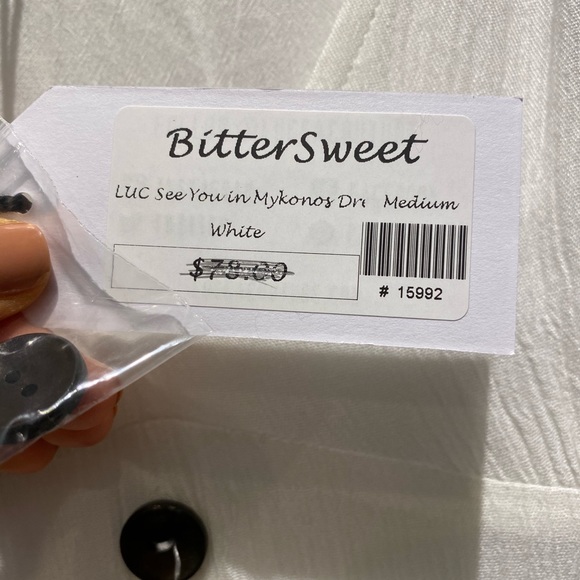 BitterSweet
LUC See You in Mykonos Dre Medium
White
# 15992